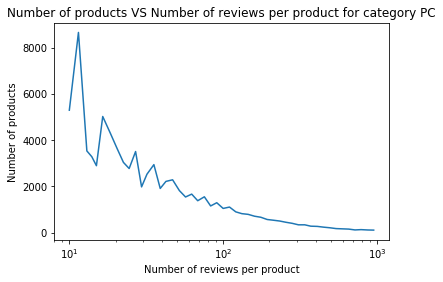 Number of products VS Number of reviews per product for category PC
8000
6000
4000
2000
0
Number of products
10¹ 10² 10³
Number of reviews per product